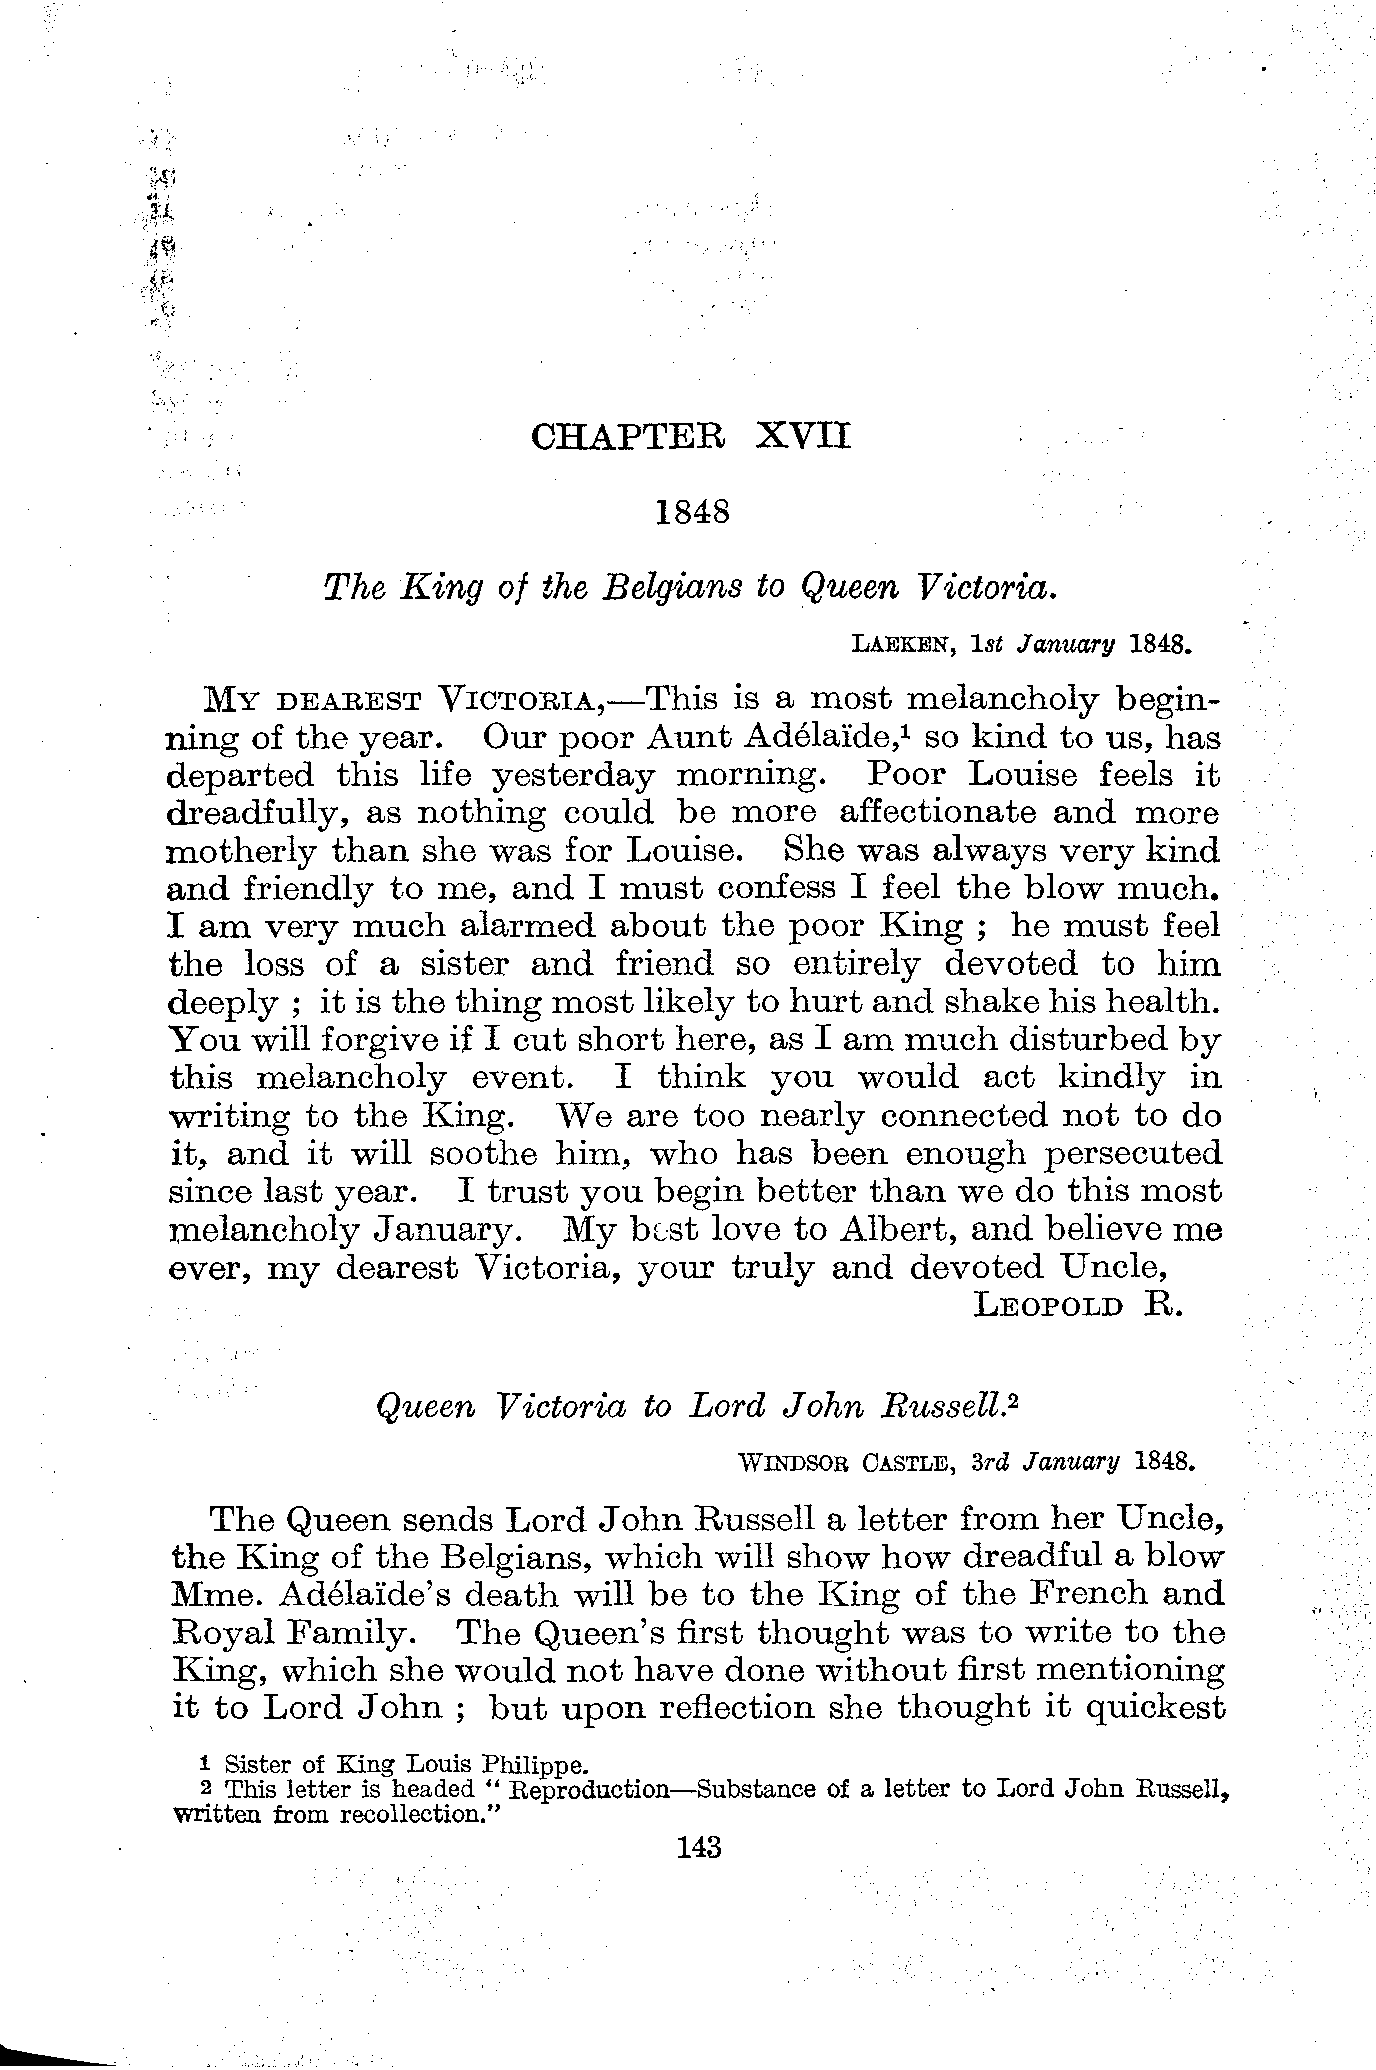 CHAPTER XVII
1848
The King of the Belgians to Queen Victoria.
LAEKEN, 1st January 1848.
MY DEAREST VICTORIA,—This is a most melancholy begin-
ning of the year. Our poor Aunt Adélaïde,¹ so kind to us, has
departed this life yesterday morning. Poor Louise feels it
dreadfully, as nothing could be more affectionate and more
motherly than she was for Louise. She was always very kind
and friendly to me, and I must confess I feel the blow much.
I am very much alarmed about the poor King ; he must feel
the loss of a sister and friend so entirely devoted to him
deeply ; it is the thing most likely to hurt and shake his health.
You will forgive if I cut short here, as I am much disturbed by
this melancholy event. I think you would act kindly in
writing to the King. We are too nearly connected not to do
it, and it will soothe him, who has been enough persecuted
since last year. I trust you begin better than we do this most
melancholy January. My best love to Albert, and believe me
ever, my dearest Victoria, your truly and devoted Uncle,
LEOPOLD R.
Queen Victoria to Lord John Russell.²
WINDSOR CASTLE, 3rd January 1848.
The Queen sends Lord John Russell a letter from her Uncle,
the King of the Belgians, which will show how dreadful a blow
Mme. Adélaïde's death will be to the King of the French and
Royal Family. The Queen's first thought was to write to the
King, which she would not have done without first mentioning
it to Lord John ; but upon reflection she thought it quickest
1 Sister of King Louis Philippe.
2 This letter is headed " Reproduction—Substance of a letter to Lord John Russell,
written from recollection."
143